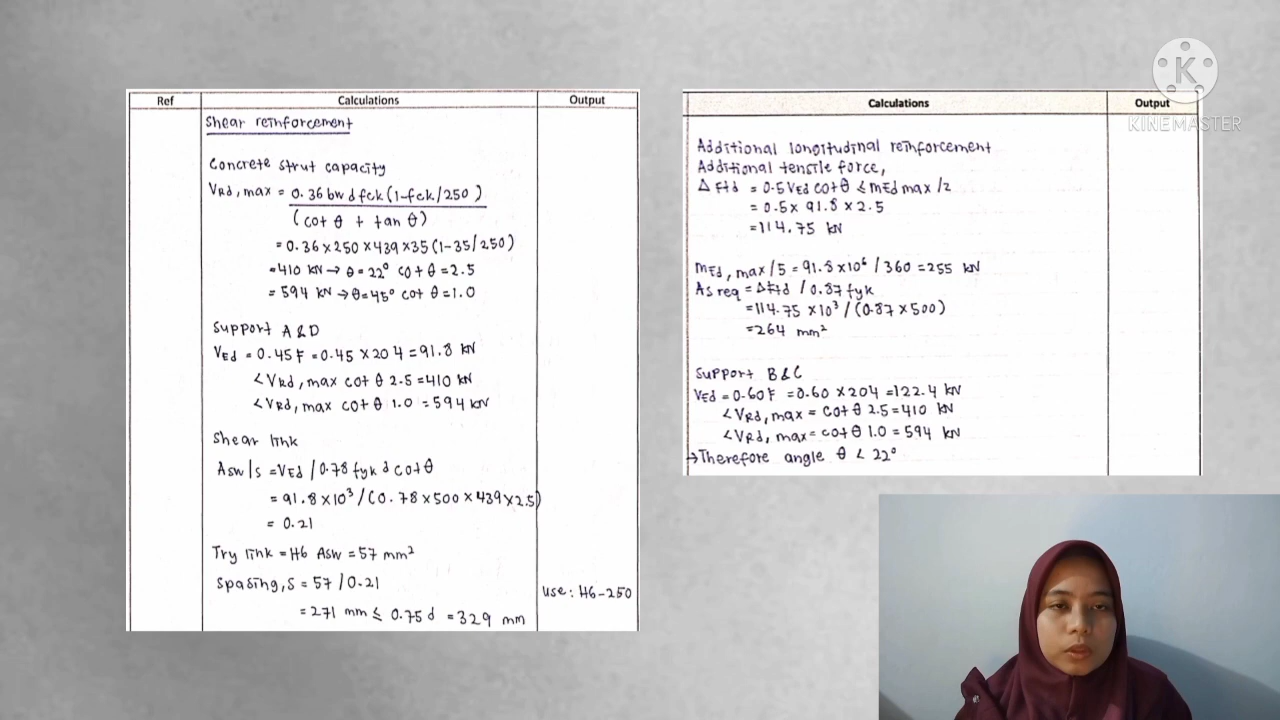 Ref Calculations Output
Shear reinforcement
Concrete strut capacity
VRd, max = 0.36 bw d fck (1-fck/250)
(cot θ + tan θ)
= 0.36 x 250 x 439 x 35 (1-35/250)
= 410 kN → θ = 22° cot θ = 2.5
= 594 kN → θ = 45° cot θ = 1.0
Support A & D
VEd = 0.45 F = 0.45 x 204 = 91.8 kN
< VRd, max cot θ 2.5 = 410 kN
< VRd, max cot θ 1.0 = 594 kN
Shear link
Asw/s = VEd / 0.78 fyk d cot θ
= 91.8 x 10³ / (0.78 x 500 x 439 x 2.5)
= 0.21
Try link = H6 Asw = 57 mm²
Spasing, s = 57 / 0.21
= 271 mm ≤ 0.75 d = 329 mm
Use : H6-250
Calculations Output
Additional longitudinal reinforcement
Additional tensile force,
Δ Ftd = 0.5 VEd cot θ ≤ MEd max / z
= 0.5 x 91.8 x 2.5
= 114.75 kN
MEd, max / 5 = 91.8 x 10⁶ / 360 = 255 kN
As req = ΔFtd / 0.87 fyk
= 114.75 x 10³ / (0.87 x 500)
= 264 mm²
Support B & C
VEd = 0.60 F = 0.60 x 204 = 122.4 kN
< VRd, max = cot θ 2.5 = 410 kN
< VRd, max = cot θ 1.0 = 594 kN
→ Therefore angle θ < 22°
K
KINEMASTER